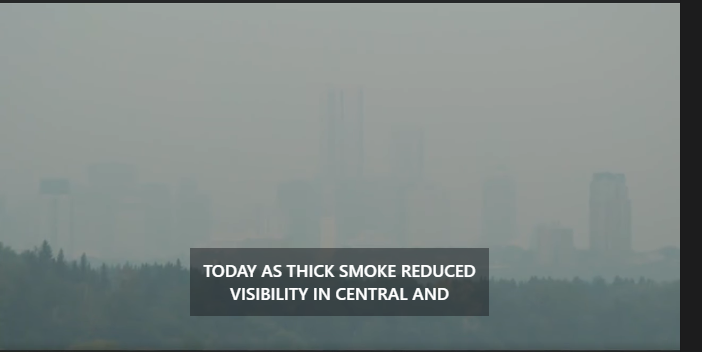 TODAY AS THICK SMOKE REDUCED
VISIBILITY IN CENTRAL AND